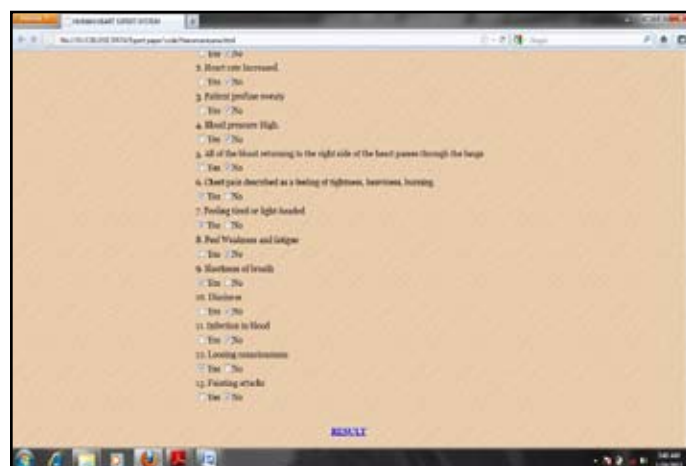 HUMAN HEART EXPERT SYSTEM
Yes No
2. Heart rate Increased.
Yes No
3. Patient profuse sweaty
Yes No
4. Blood pressure High.
Yes No
5. All of the blood returning to the right side of the heart passes through the lungs
Yes No
6. Chest pain described as a feeling of tightness, heaviness, burning.
Yes No
7. Feeling tired or light-headed
Yes No
8. Feel Weakness and fatigue
Yes No
9. Shortness of breath
Yes No
10. Dizziness
Yes No
11. Infection in blood
Yes No
12. Loosing consciousness
Yes No
13. Fainting attacks
Yes No
RESULT